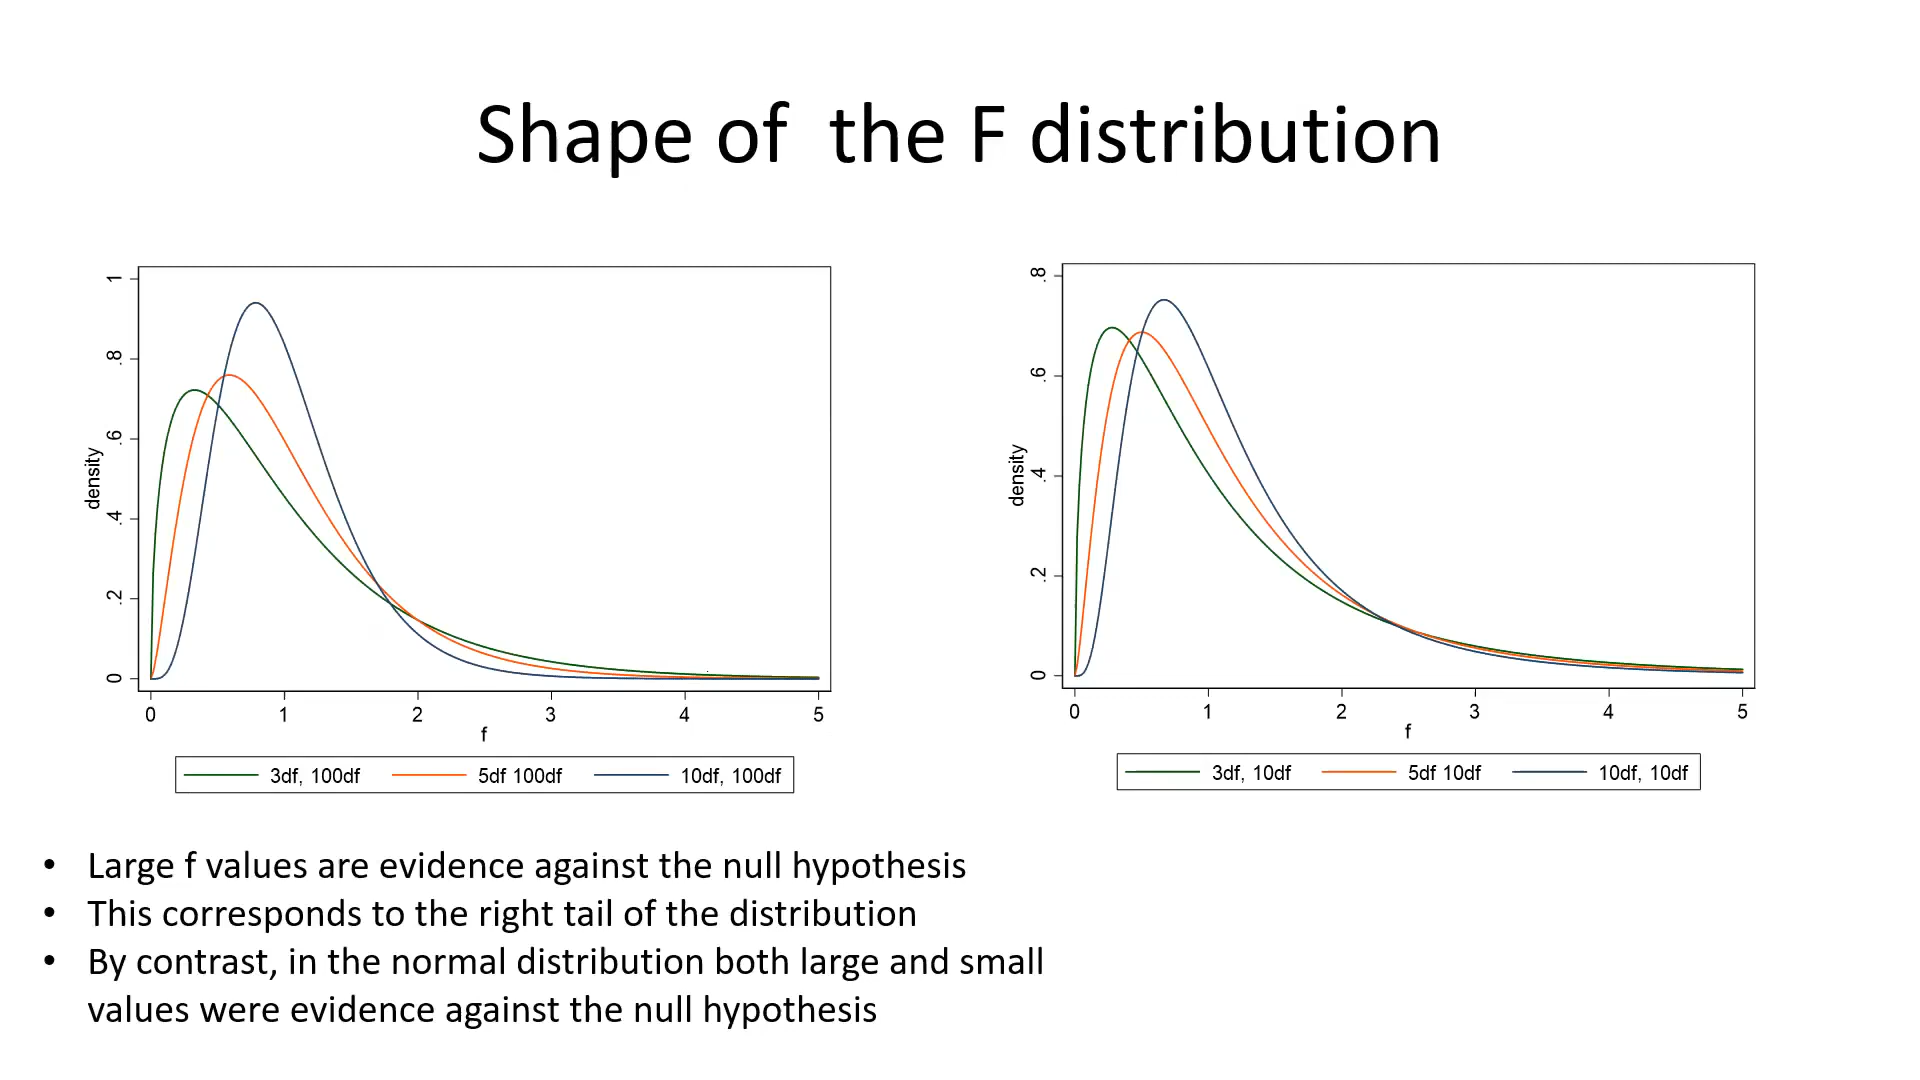 Shape of  the F distribution
1
.8
.6
.4
.2
0
density
0 1 2 3 4 5
f
3df, 100df 5df 100df 10df, 100df
.8
.6
.4
.2
0
density
0 1 2 3 4 5
f
3df, 10df 5df 10df 10df, 10df
• Large f values are evidence against the null hypothesis
• This corresponds to the right tail of the distribution
• By contrast, in the normal distribution both large and small
values were evidence against the null hypothesis